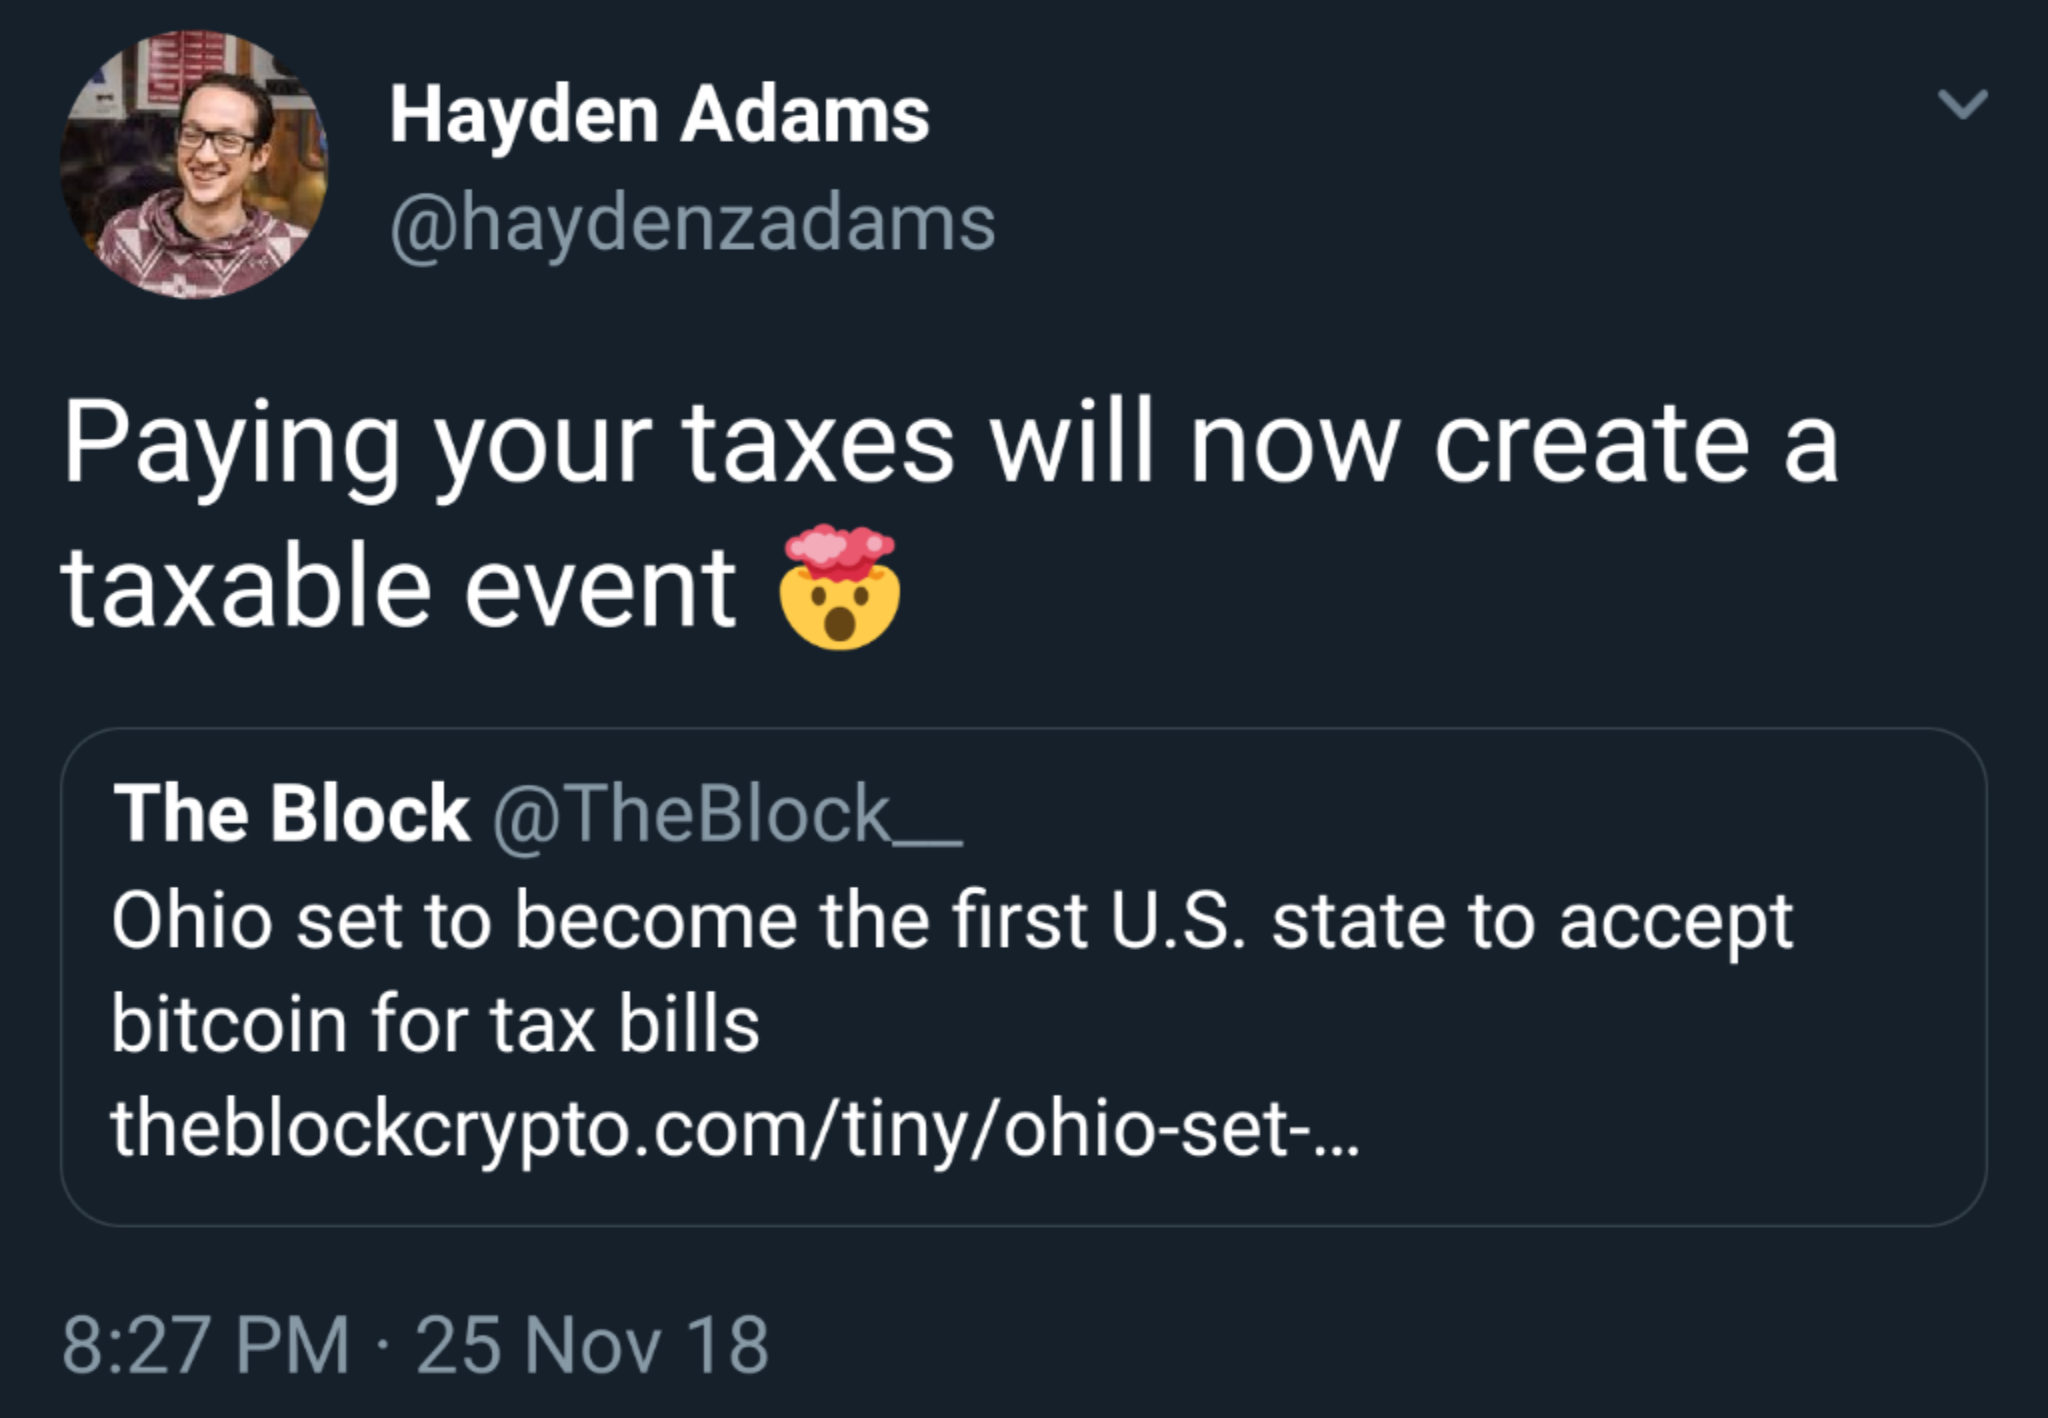 Hayden Adams
@haydenzadams
Paying your taxes will now create a
taxable event 🤯
The Block @TheBlock__
Ohio set to become the first U.S. state to accept
bitcoin for tax bills
theblockcrypto.com/tiny/ohio-set-…
8:27 PM · 25 Nov 18